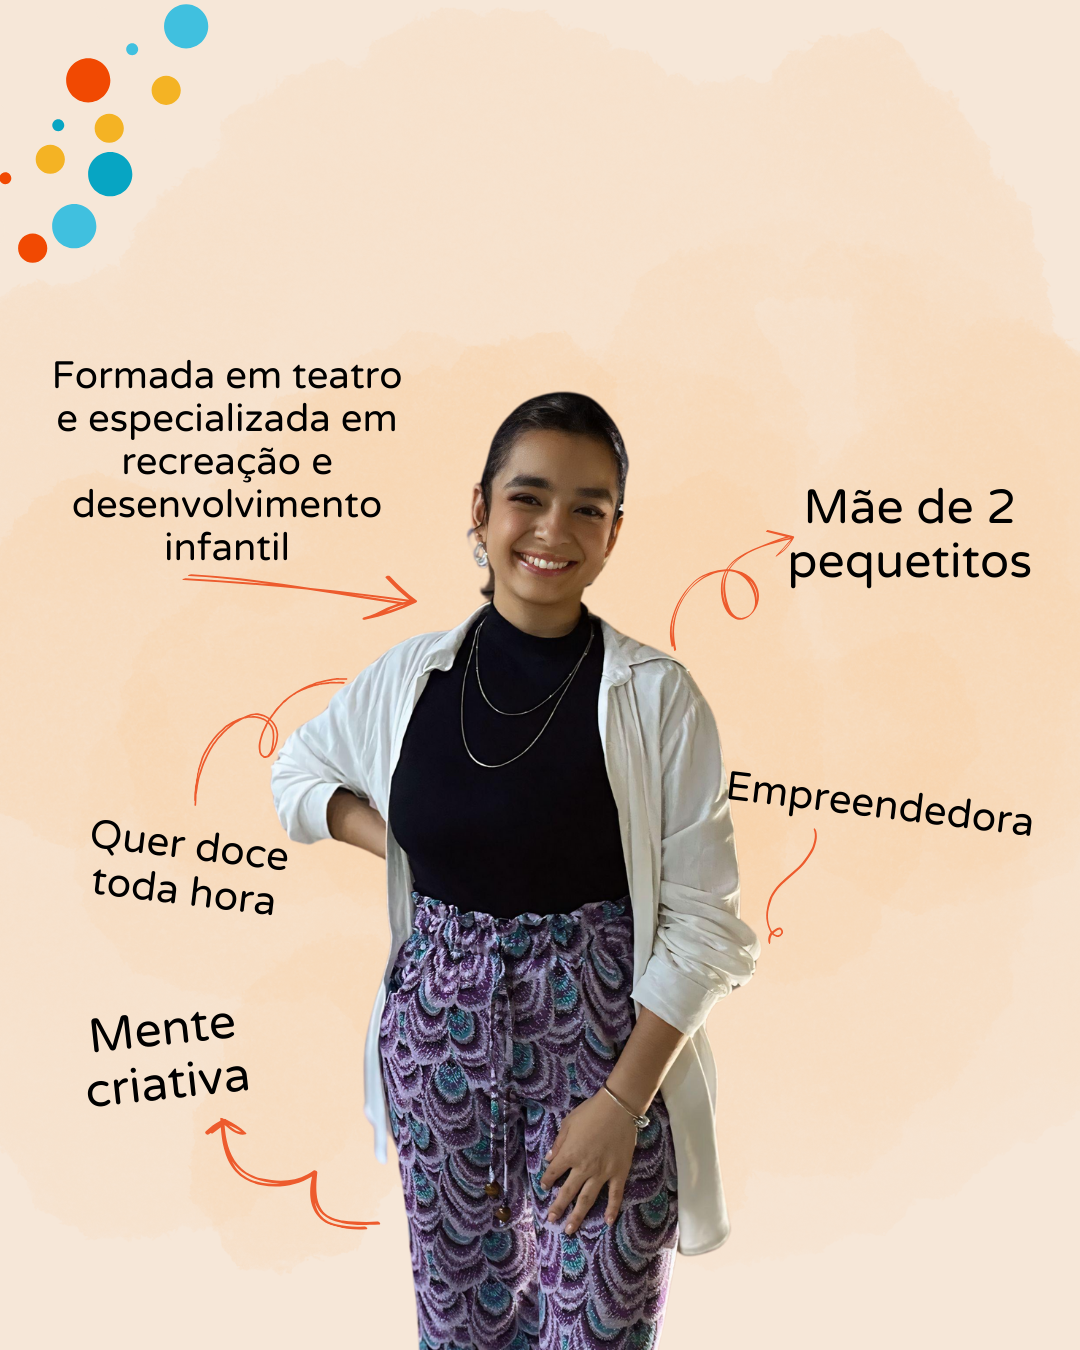 Formada em teatro
e especializada em
recreação e
desenvolvimento
infantil
Mãe de 2
pequetitos
Empreendedora
Quer doce
toda hora
Mente
criativa